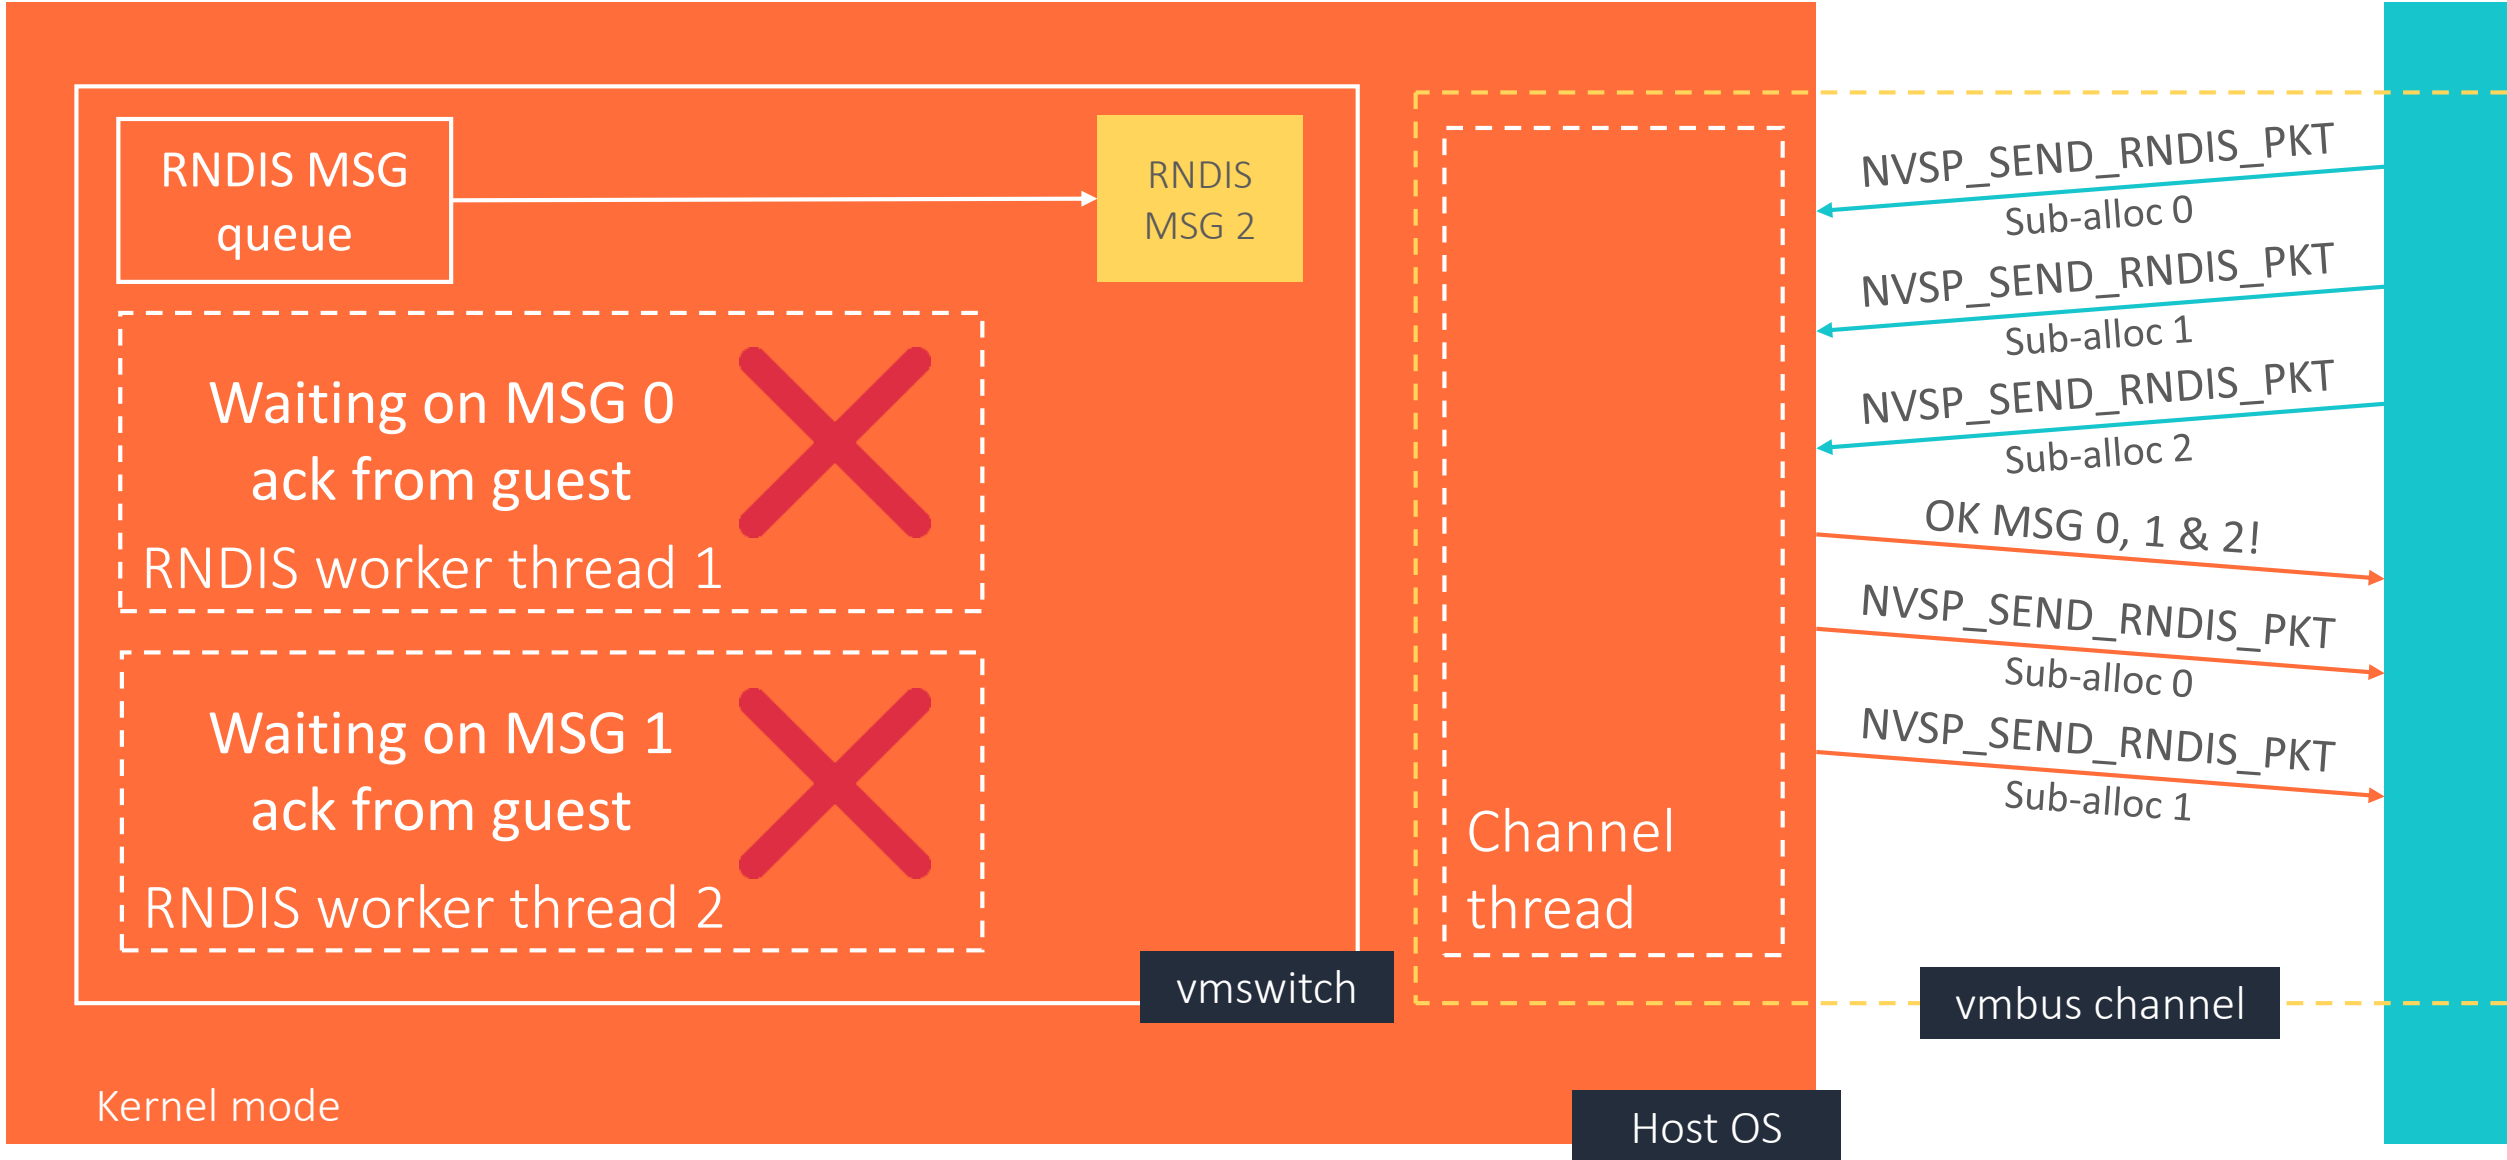 RNDIS MSG
queue
RNDIS
MSG 2
Waiting on MSG 0
ack from guest
RNDIS worker thread 1
Waiting on MSG 1
ack from guest
RNDIS worker thread 2
vmswitch
Kernel mode
Channel
thread
Host OS
NVSP_SEND_RNDIS_PKT
Sub-alloc 0
NVSP_SEND_RNDIS_PKT
Sub-alloc 1
NVSP_SEND_RNDIS_PKT
Sub-alloc 2
OK MSG 0, 1 & 2!
NVSP_SEND_RNDIS_PKT
Sub-alloc 0
NVSP_SEND_RNDIS_PKT
Sub-alloc 1
vmbus channel